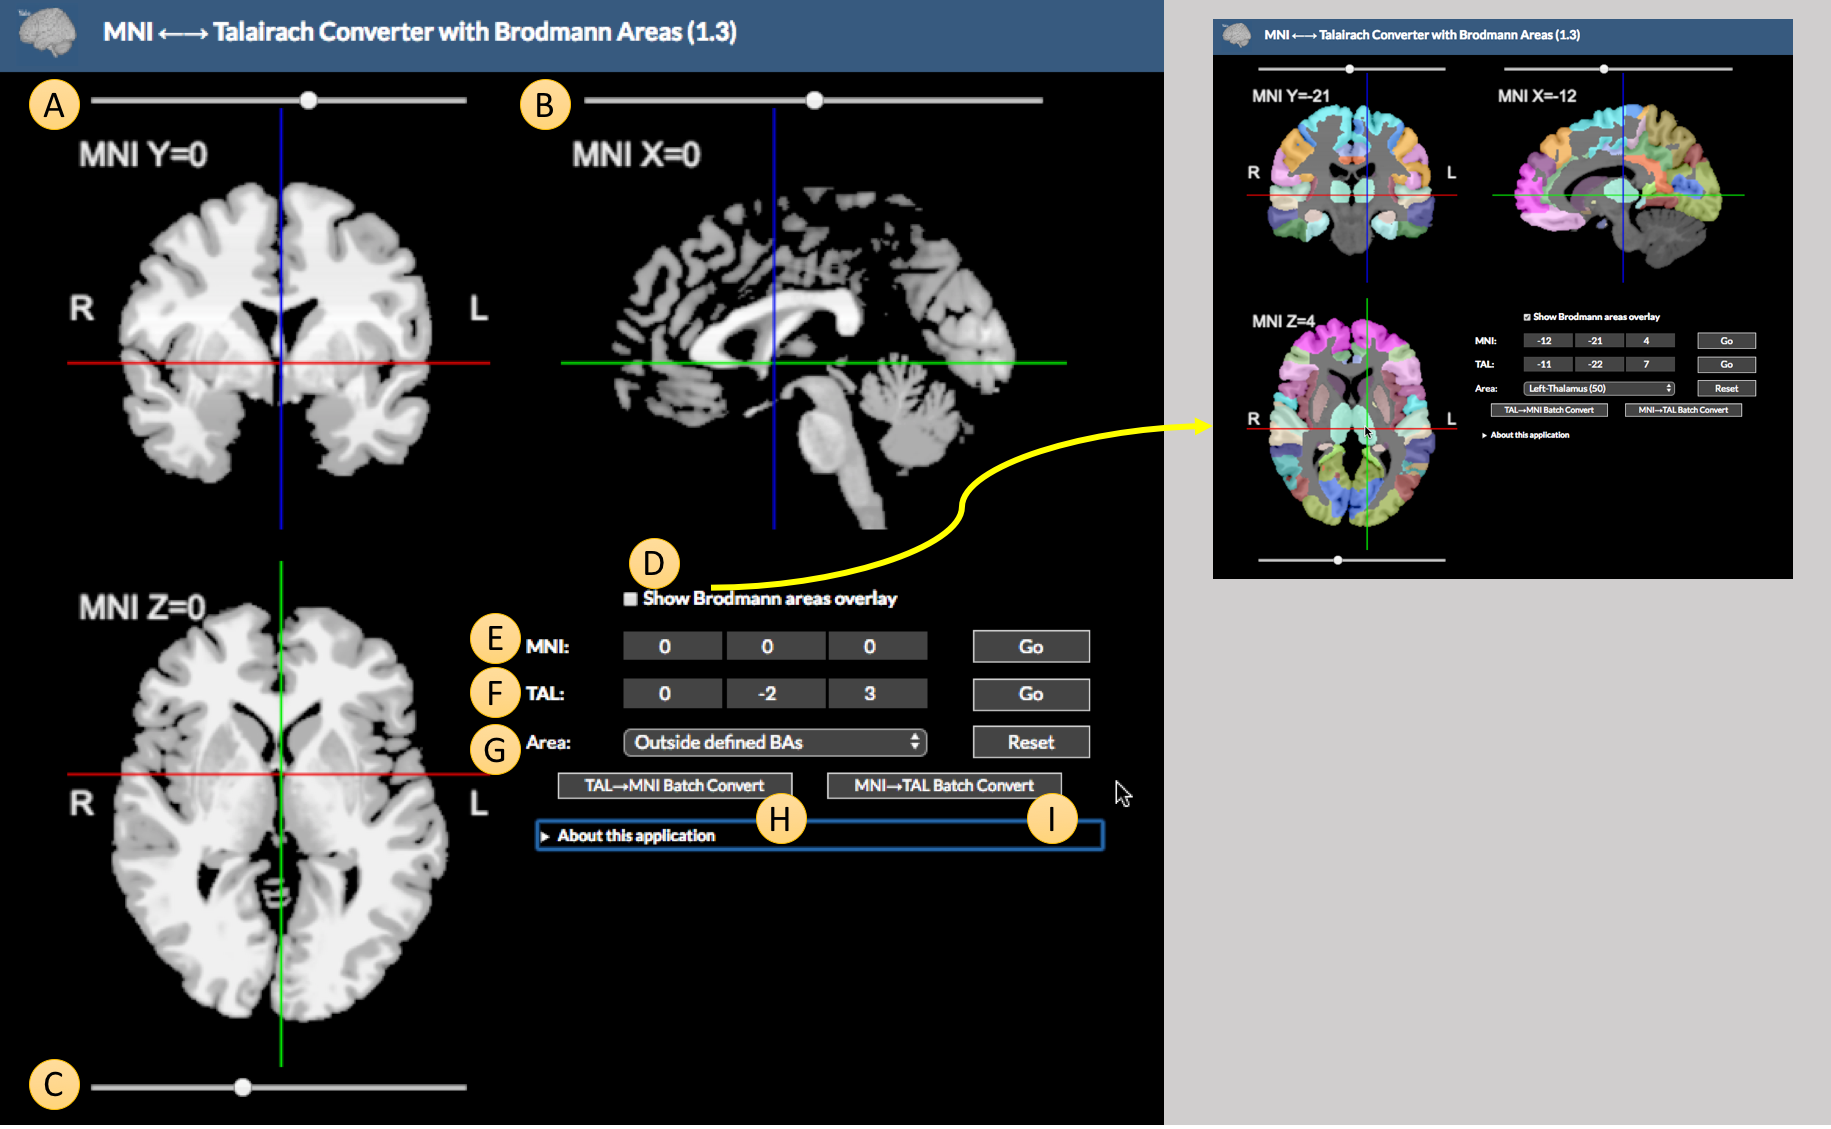 MNI ←→ Talairach Converter with Brodmann Areas (1.3)
A
B
MNI Y=0
MNI X=0
R
L
D
Show Brodmann areas overlay
MNI Z=0
E MNI: 0 0 0 Go
F TAL: 0 -2 3 Go
G Area: Outside defined BAs Reset
TAL→MNI Batch Convert MNI→TAL Batch Convert
H
I
About this application
R
L
C
MNI ←→ Talairach Converter with Brodmann Areas (1.3)
MNI Y=-21
MNI X=-12
R
L
MNI Z=4
Show Brodmann areas overlay
MNI: -12 -21 4 Go
TAL: -11 -22 7 Go
Area: Left-Thalamus (50) Reset
TAL→MNI Batch Convert MNI→TAL Batch Convert
About this application
R
L